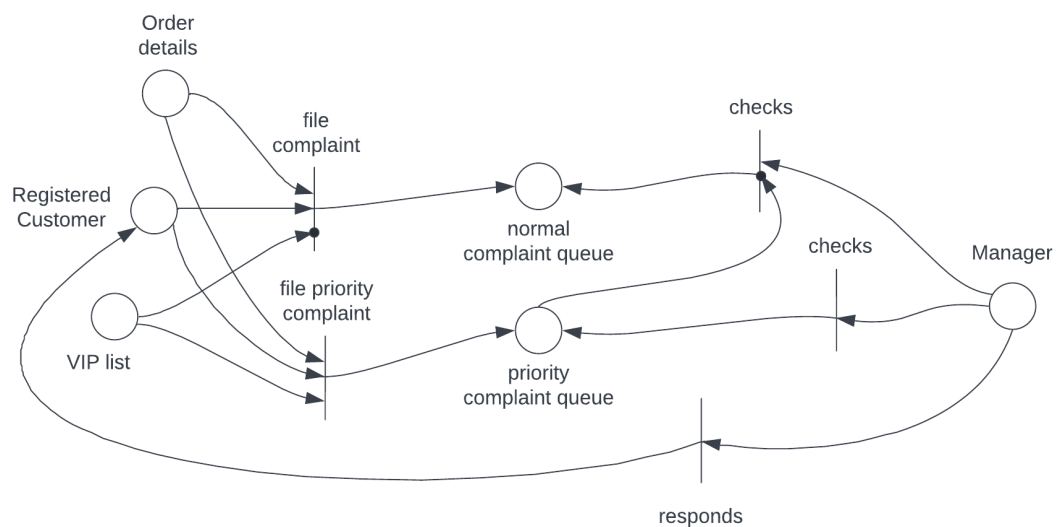 Order
details
checks
file
complaint
Registered
Customer
normal
complaint queue
checks
Manager
file priority
complaint
VIP list
priority
complaint queue
responds